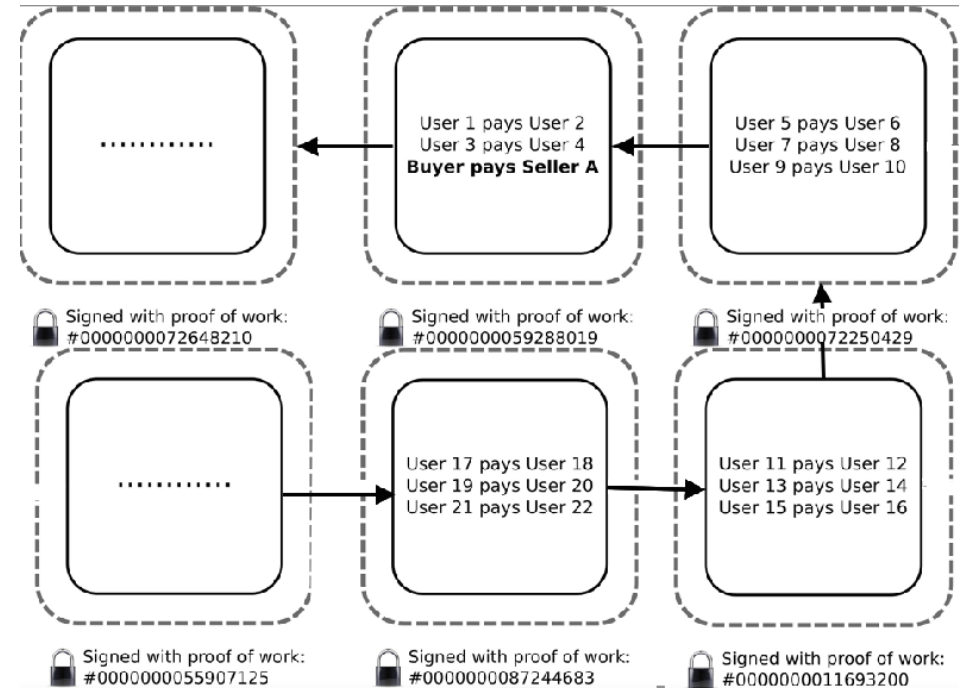 ............
User 1 pays User 2
User 3 pays User 4
Buyer pays Seller A
User 5 pays User 6
User 7 pays User 8
User 9 pays User 10
Signed with proof of work:
#0000000072648210
Signed with proof of work:
#0000000059288019
Signed with proof of work:
#0000000072250429
............
User 17 pays User 18
User 19 pays User 20
User 21 pays User 22
User 11 pays User 12
User 13 pays User 14
User 15 pays User 16
Signed with proof of work:
#0000000055907125
Signed with proof of work:
#0000000087244683
Signed with proof of work:
#0000000011693200